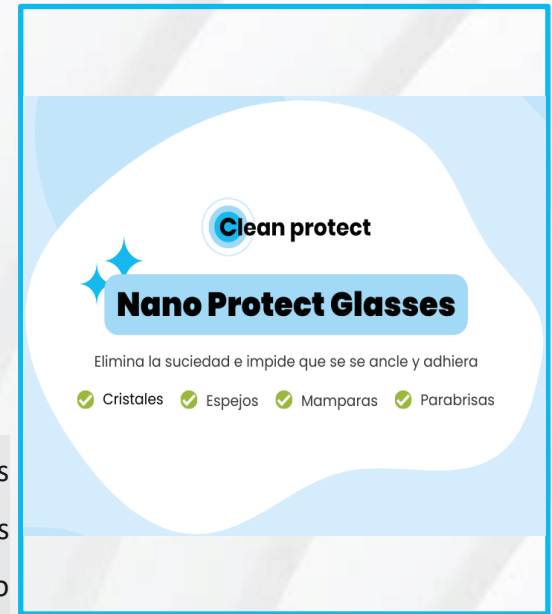 Clean protect
Nano Protect Glasses
Elimina la suciedad e impide que se se ancle y adhiera
Cristales Espejos Mamparas Parabrisas